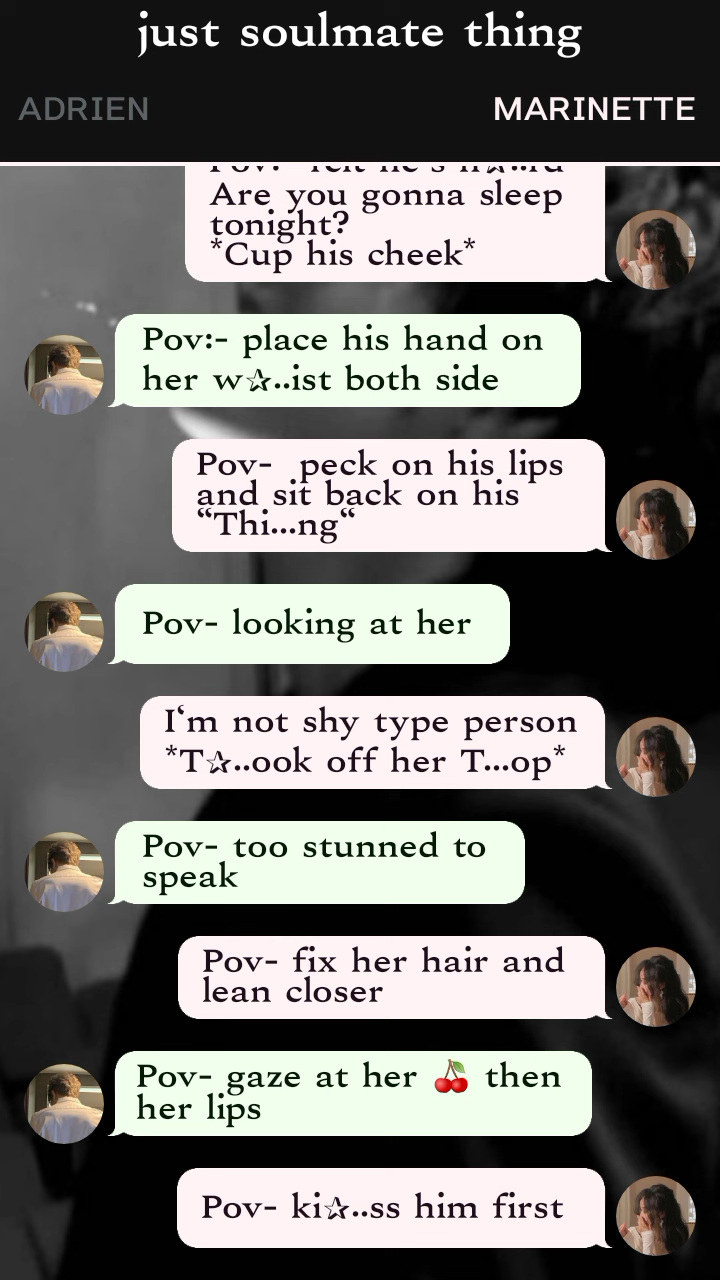 just soulmate thing
ADRIEN
MARINETTE
Are you gonna sleep
tonight?
*Cup his cheek*
Pov:- place his hand on
her w✰..ist both side
Pov- peck on his lips
and sit back on his
“Thi...ng“
Pov- looking at her
I‘m not shy type person
*T✰..ook off her T...op*
Pov- too stunned to
speak
Pov- fix her hair and
lean closer
Pov- gaze at her 🍒 then
her lips
Pov- ki✰..ss him first